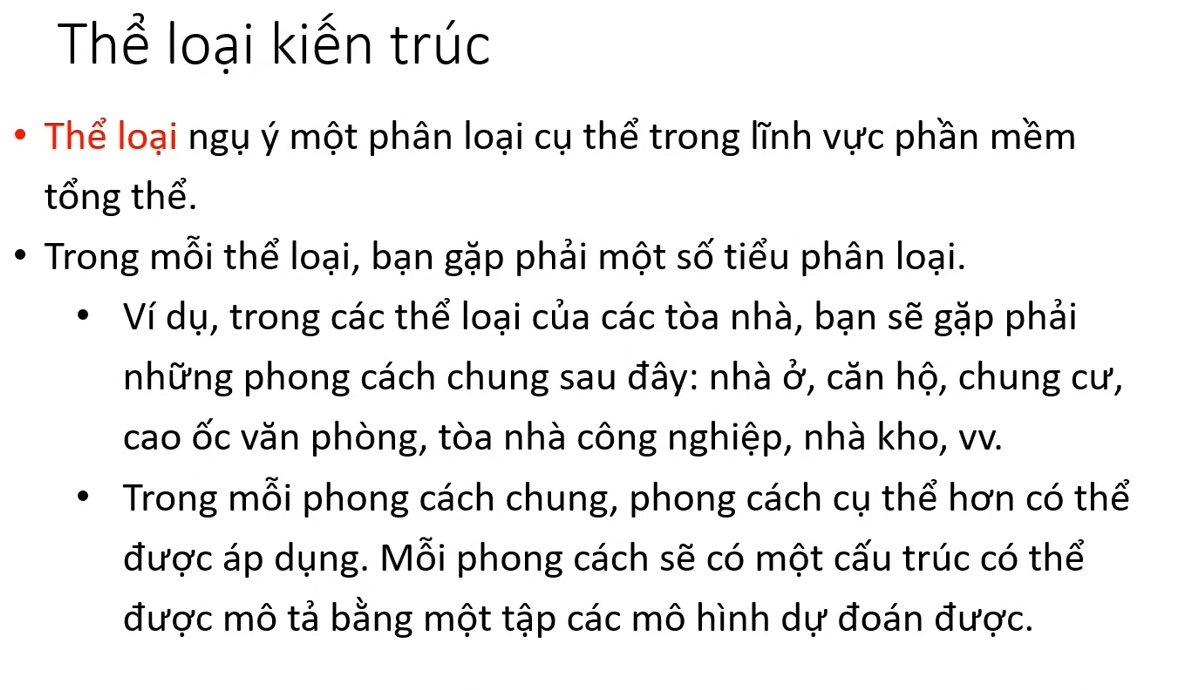 Thể loại kiến trúc
• Thể loại ngụ ý một phân loại cụ thể trong lĩnh vực phần mềm
tổng thể.
• Trong mỗi thể loại, bạn gặp phải một số tiểu phân loại.
• Ví dụ, trong các thể loại của các tòa nhà, bạn sẽ gặp phải
những phong cách chung sau đây: nhà ở, căn hộ, chung cư,
cao ốc văn phòng, tòa nhà công nghiệp, nhà kho, vv.
• Trong mỗi phong cách chung, phong cách cụ thể hơn có thể
được áp dụng. Mỗi phong cách sẽ có một cấu trúc có thể
được mô tả bằng một tập các mô hình dự đoán được.